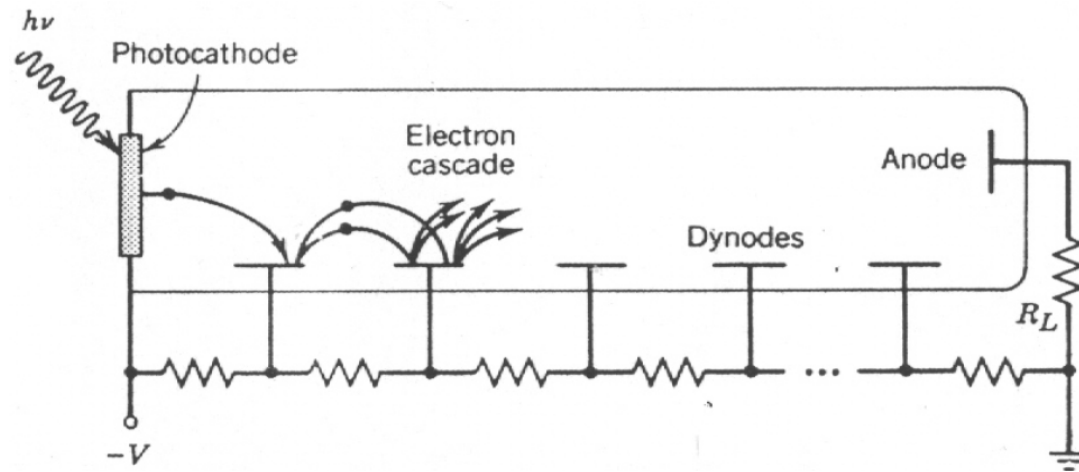 hν
Photocathode
Electron
cascade
Anode
Dynodes
R_L
...
-V